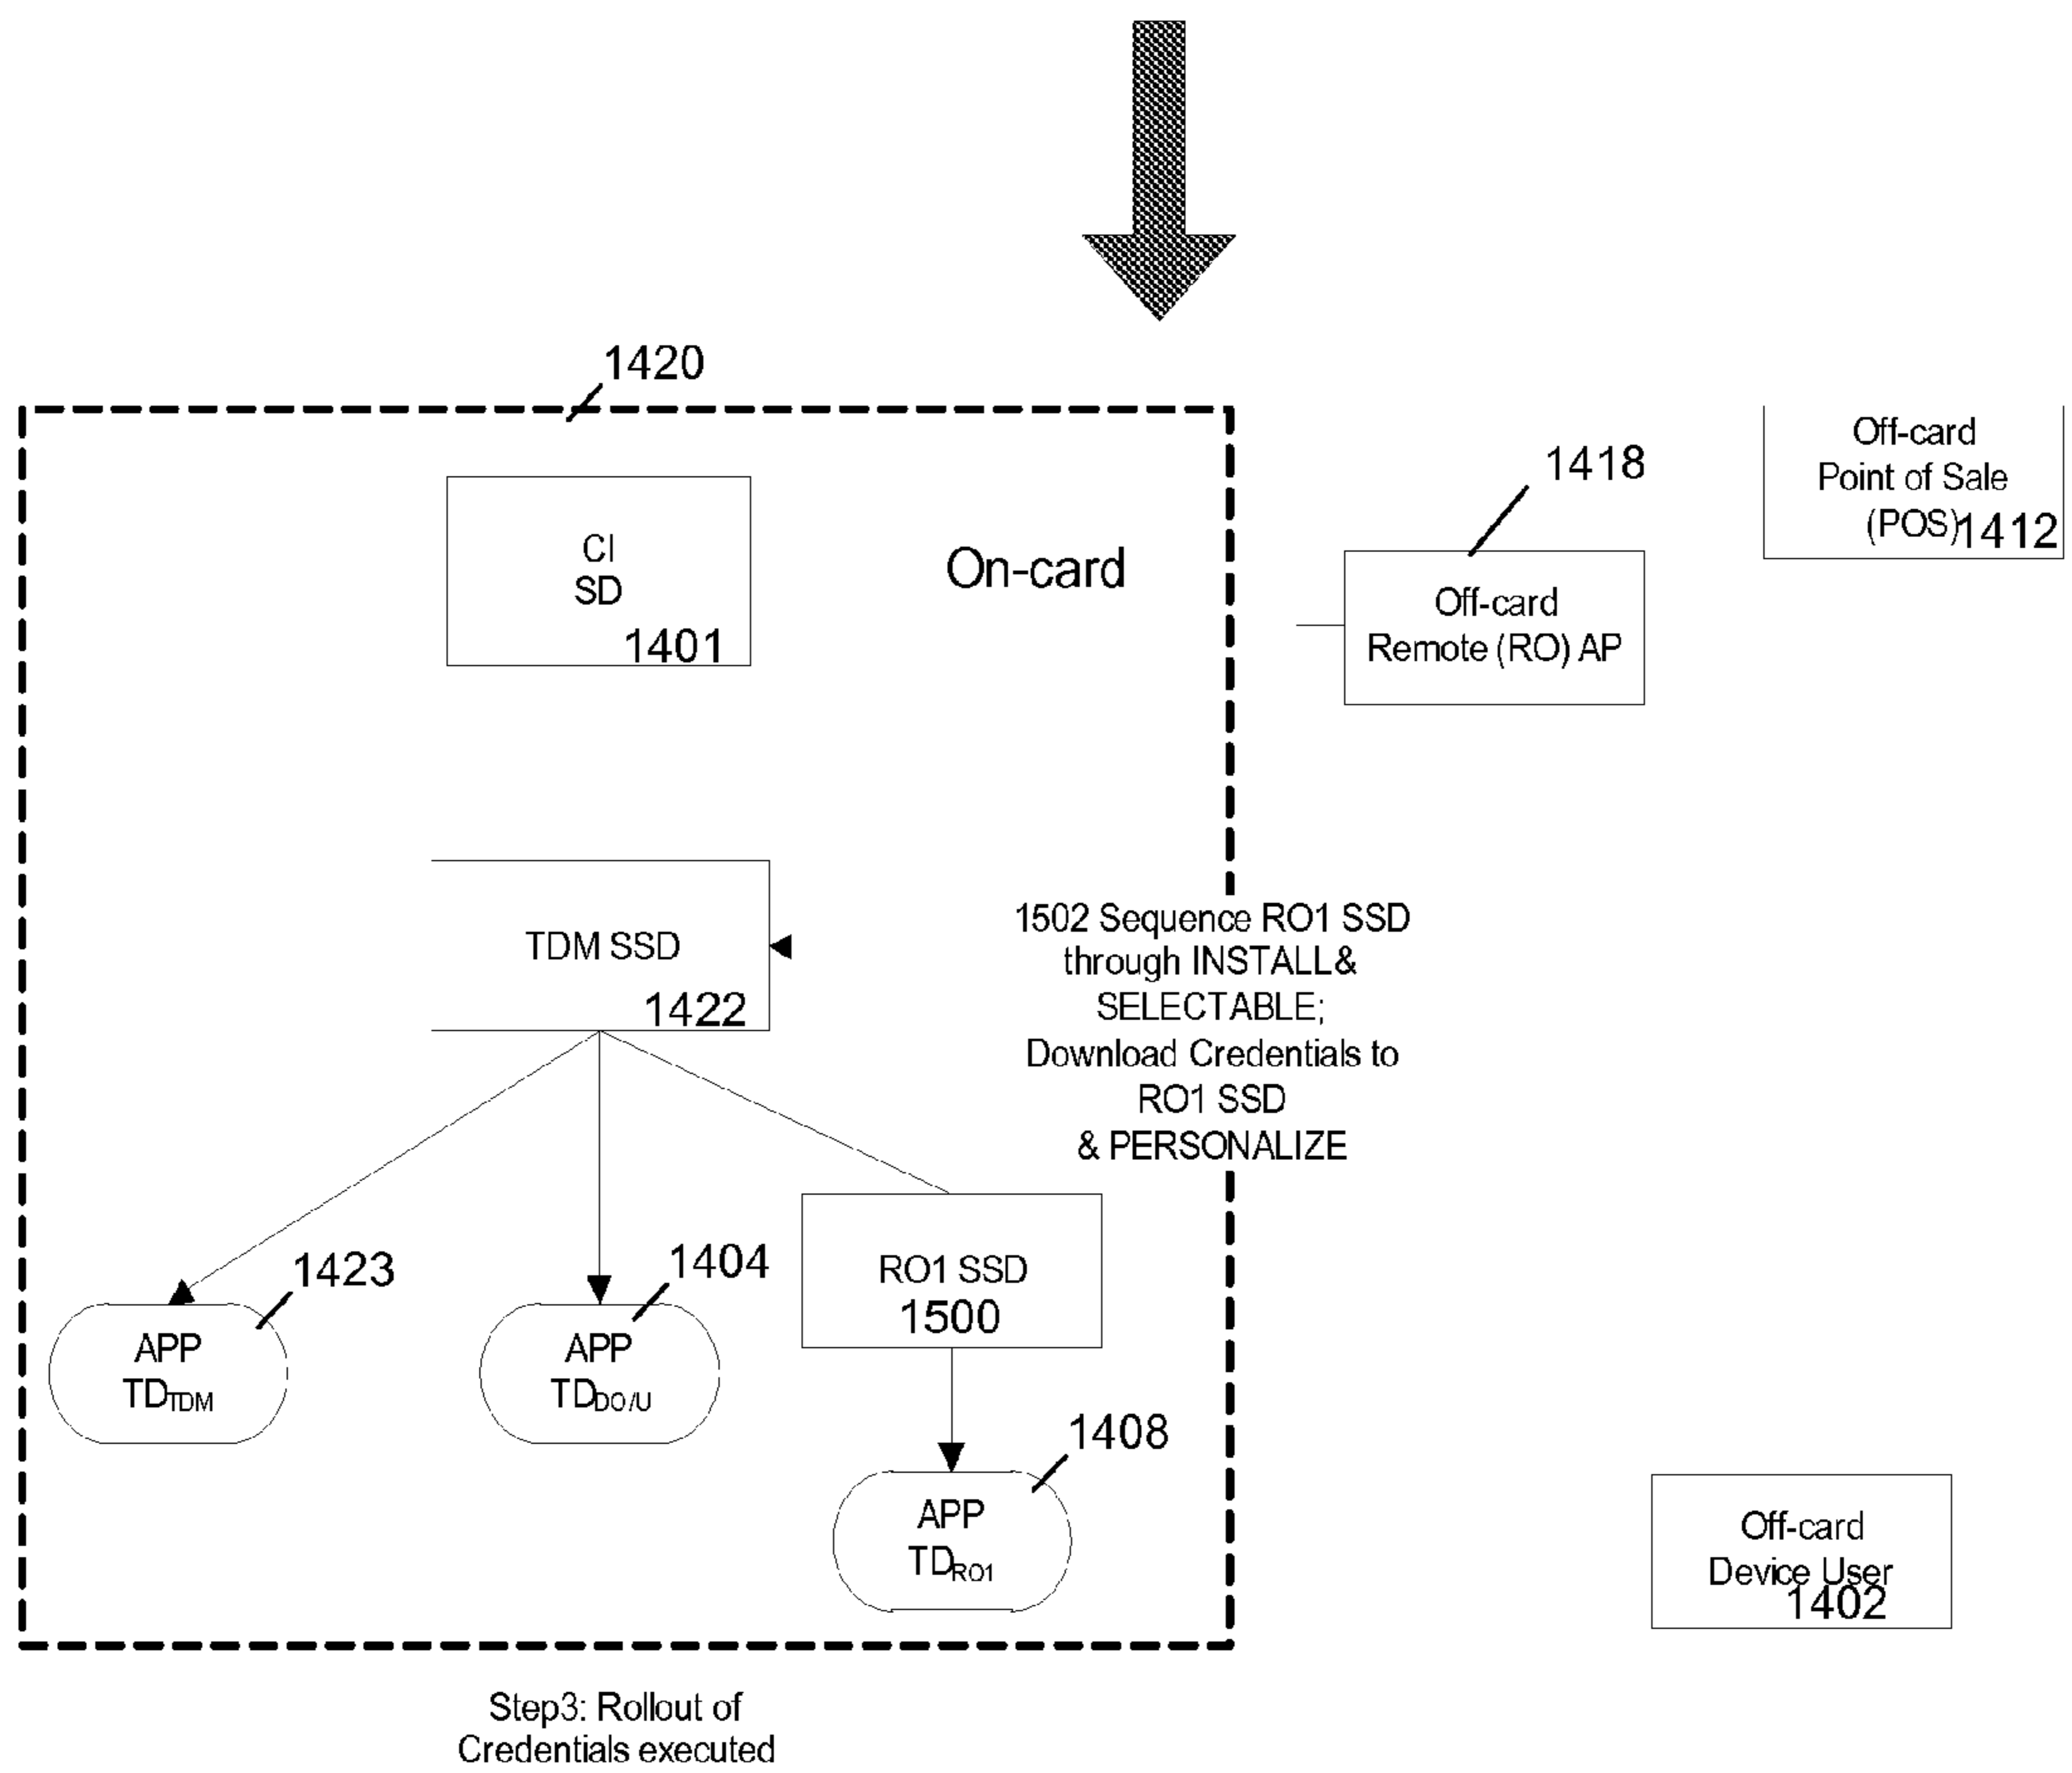 1420
CI
SD
1401
On-card
1418
Off-card
Remote (RO) AP
Off-card
Point of Sale
(POS)1412
TDM SSD
1422
1502 Sequence RO1 SSD
through INSTALL&
SELECTABLE;
Download Credentials to
RO1 SSD
& PERSONALIZE
1423
APP
TDTDM
1404
APP
TDDO/U
RO1 SSD
1500
1408
APP
TDRO1
Off-card
Device User
1402
Step3: Rollout of
Credentials executed